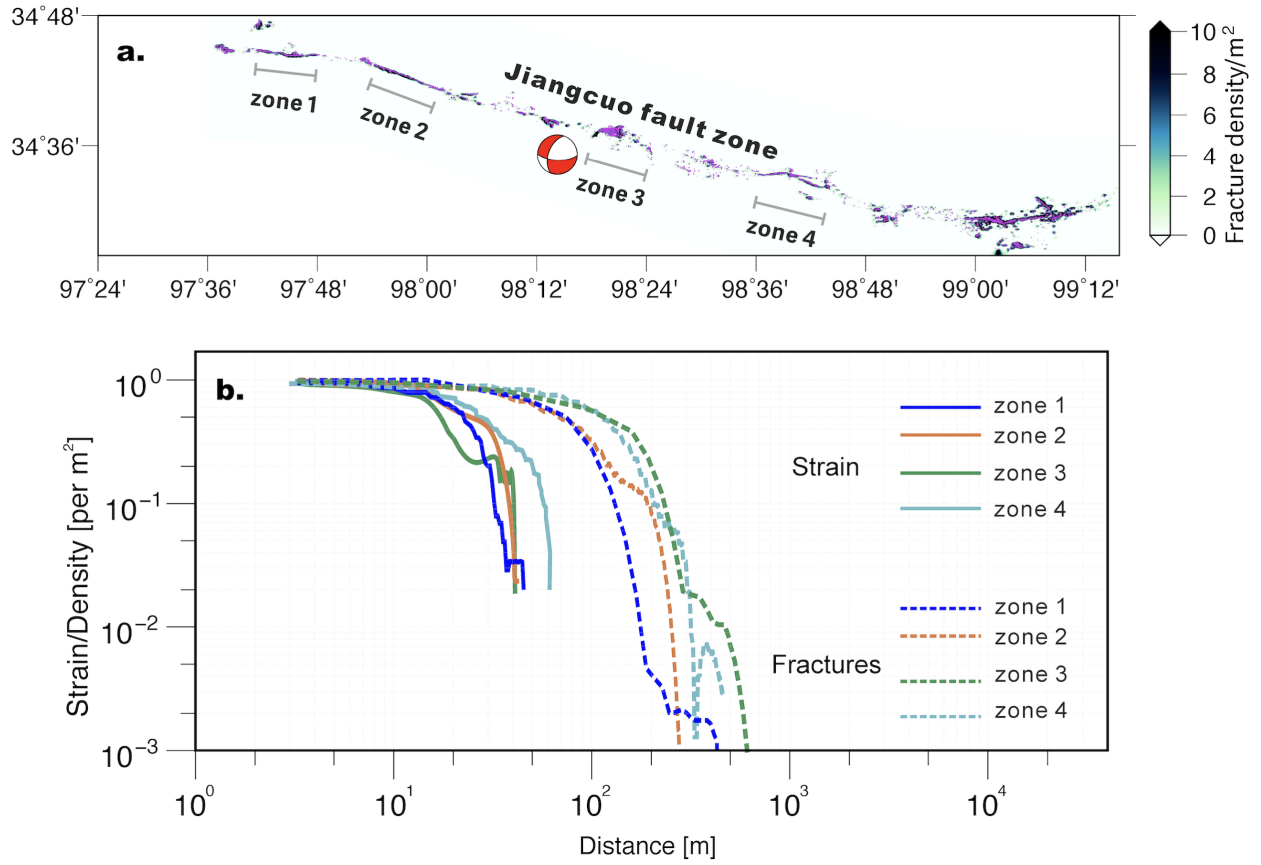 34°48'
34°36'
a.
Jiangcuo fault zone
zone 1
zone 2
zone 3
zone 4
97°24'
97°36'
97°48'
98°00'
98°12'
98°24'
98°36'
98°48'
99°00'
99°12'
10
8
6
4
2
0
Fracture density/m²
b.
10⁰
10⁻¹
10⁻²
10⁻³
Strain/Density [per m²]
Strain
zone 1
zone 2
zone 3
zone 4
Fractures
zone 1
zone 2
zone 3
zone 4
10⁰
10¹
10²
10³
10⁴
Distance [m]